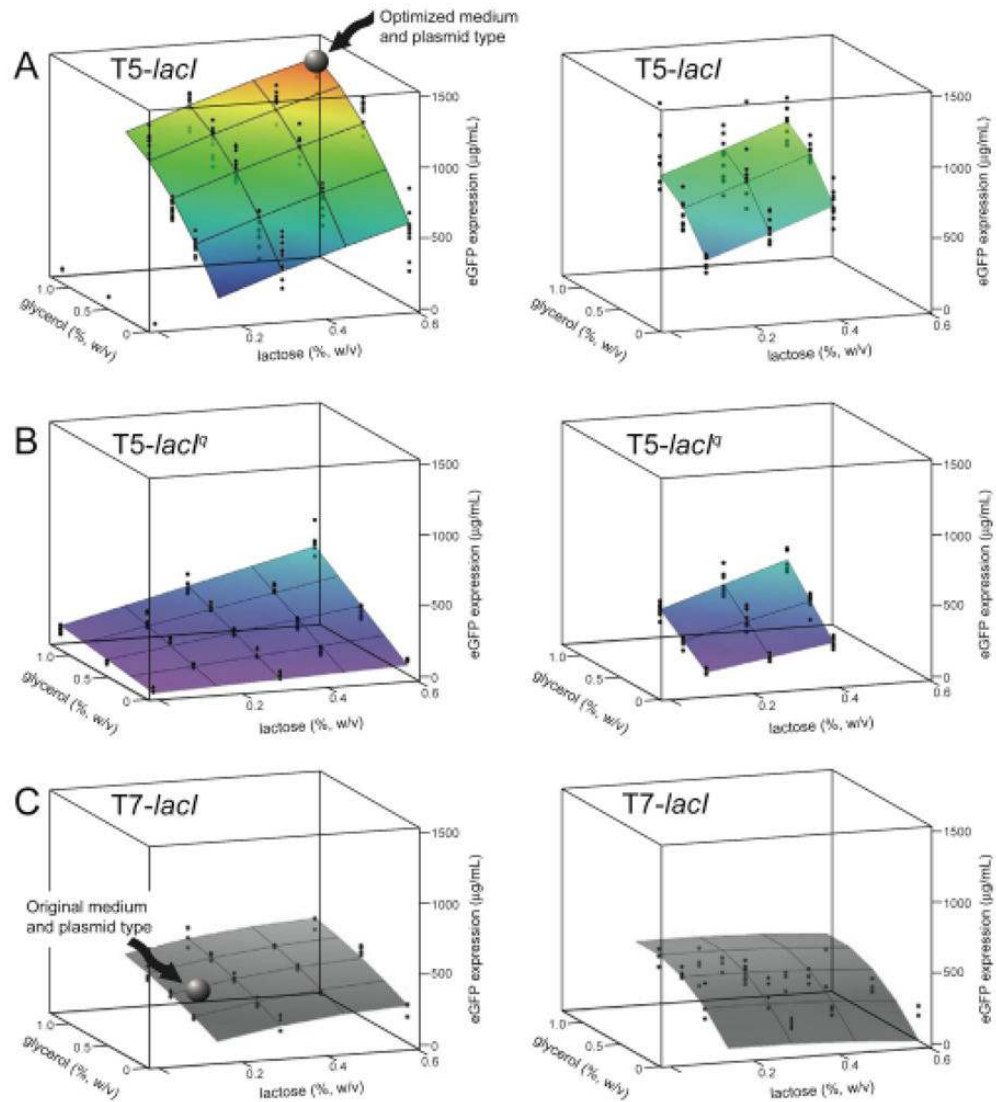 Optimized medium
and plasmid type
A
T5-lacI
1500
1000
500
0
eGFP expression (µg/mL)
1.0
0.5
0
glycerol (%, w/v)
0.2
0.4
0.6
lactose (%, w/v)
T5-lacI
1500
1000
500
0
eGFP expression (µg/mL)
1.0
0.5
0
glycerol (%, w/v)
0.2
0.4
0.6
lactose (%, w/v)
B
T5-lacIq
1500
1000
500
0
eGFP expression (µg/mL)
1.0
0.5
0
glycerol (%, w/v)
0.2
0.4
0.6
lactose (%, w/v)
T5-lacIq
1500
1000
500
0
eGFP expression (µg/mL)
1.0
0.5
0
glycerol (%, w/v)
0.2
0.4
0.6
lactose (%, w/v)
C
T7-lacI
Original medium
and plasmid type
1500
1000
500
0
eGFP expression (µg/mL)
1.0
0.5
0
glycerol (%, w/v)
0.2
0.4
0.6
lactose (%, w/v)
T7-lacI
1500
1000
500
0
eGFP expression (µg/mL)
1.0
0.5
0
glycerol (%, w/v)
0.2
0.4
0.6
lactose (%, w/v)